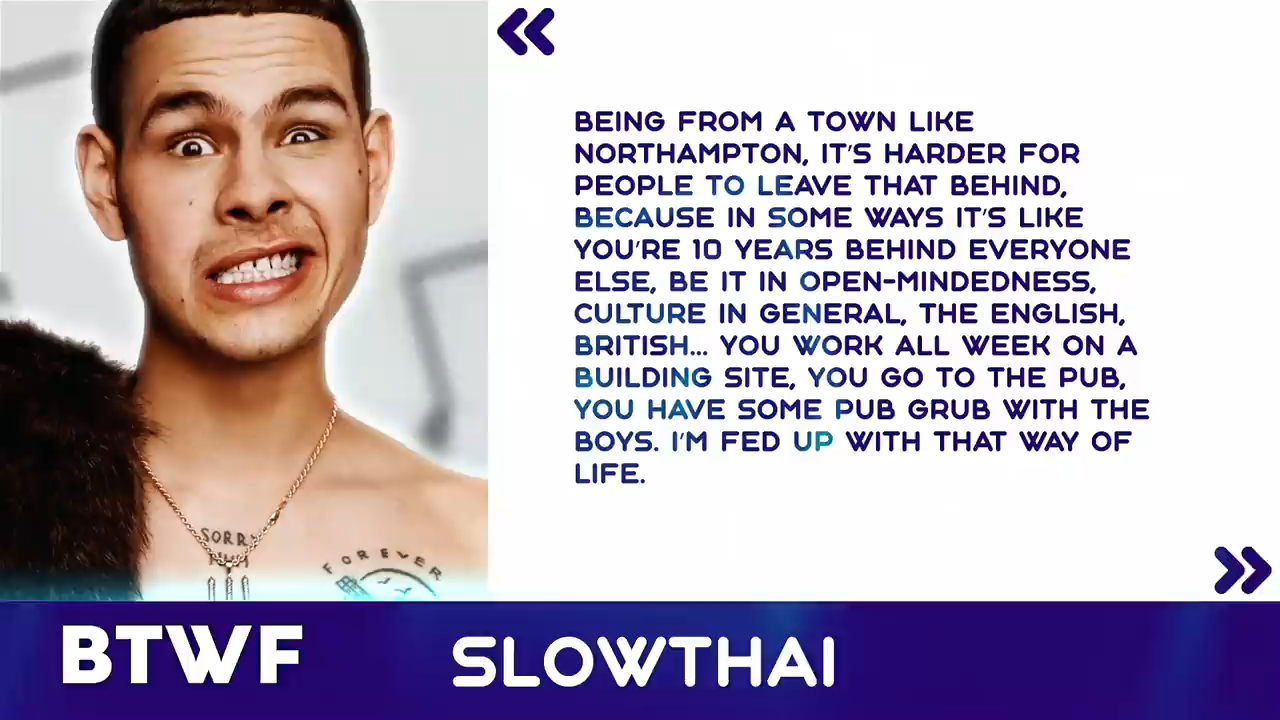 BEING FROM A TOWN LIKE
NORTHAMPTON, IT'S HARDER FOR
PEOPLE TO LEAVE THAT BEHIND,
BECAUSE IN SOME WAYS IT'S LIKE
YOU'RE 10 YEARS BEHIND EVERYONE
ELSE, BE IT IN OPEN-MINDEDNESS,
CULTURE IN GENERAL, THE ENGLISH,
BRITISH... YOU WORK ALL WEEK ON A
BUILDING SITE, YOU GO TO THE PUB,
YOU HAVE SOME PUB GRUB WITH THE
BOYS. I'M FED UP WITH THAT WAY OF
LIFE.
SORRY
FOREVER
BTWF
SLOWTHAI